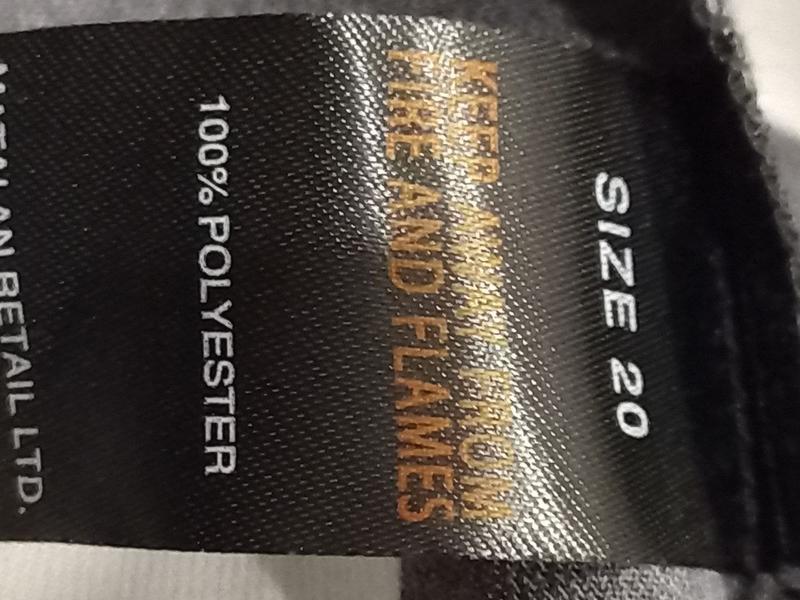 SIZE 20
KEEP AWAY FROM
FIRE AND FLAMES
100% POLYESTER
RETAIL LTD.